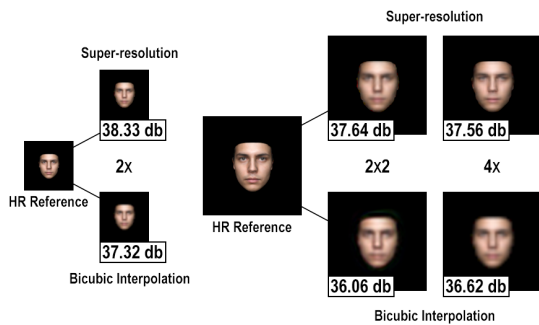 Super-resolution
38.33 db
2x
HR Reference
37.32 db
Bicubic Interpolation
Super-resolution
37.64 db
37.56 db
2x2
4x
HR Reference
36.06 db
36.62 db
Bicubic Interpolation